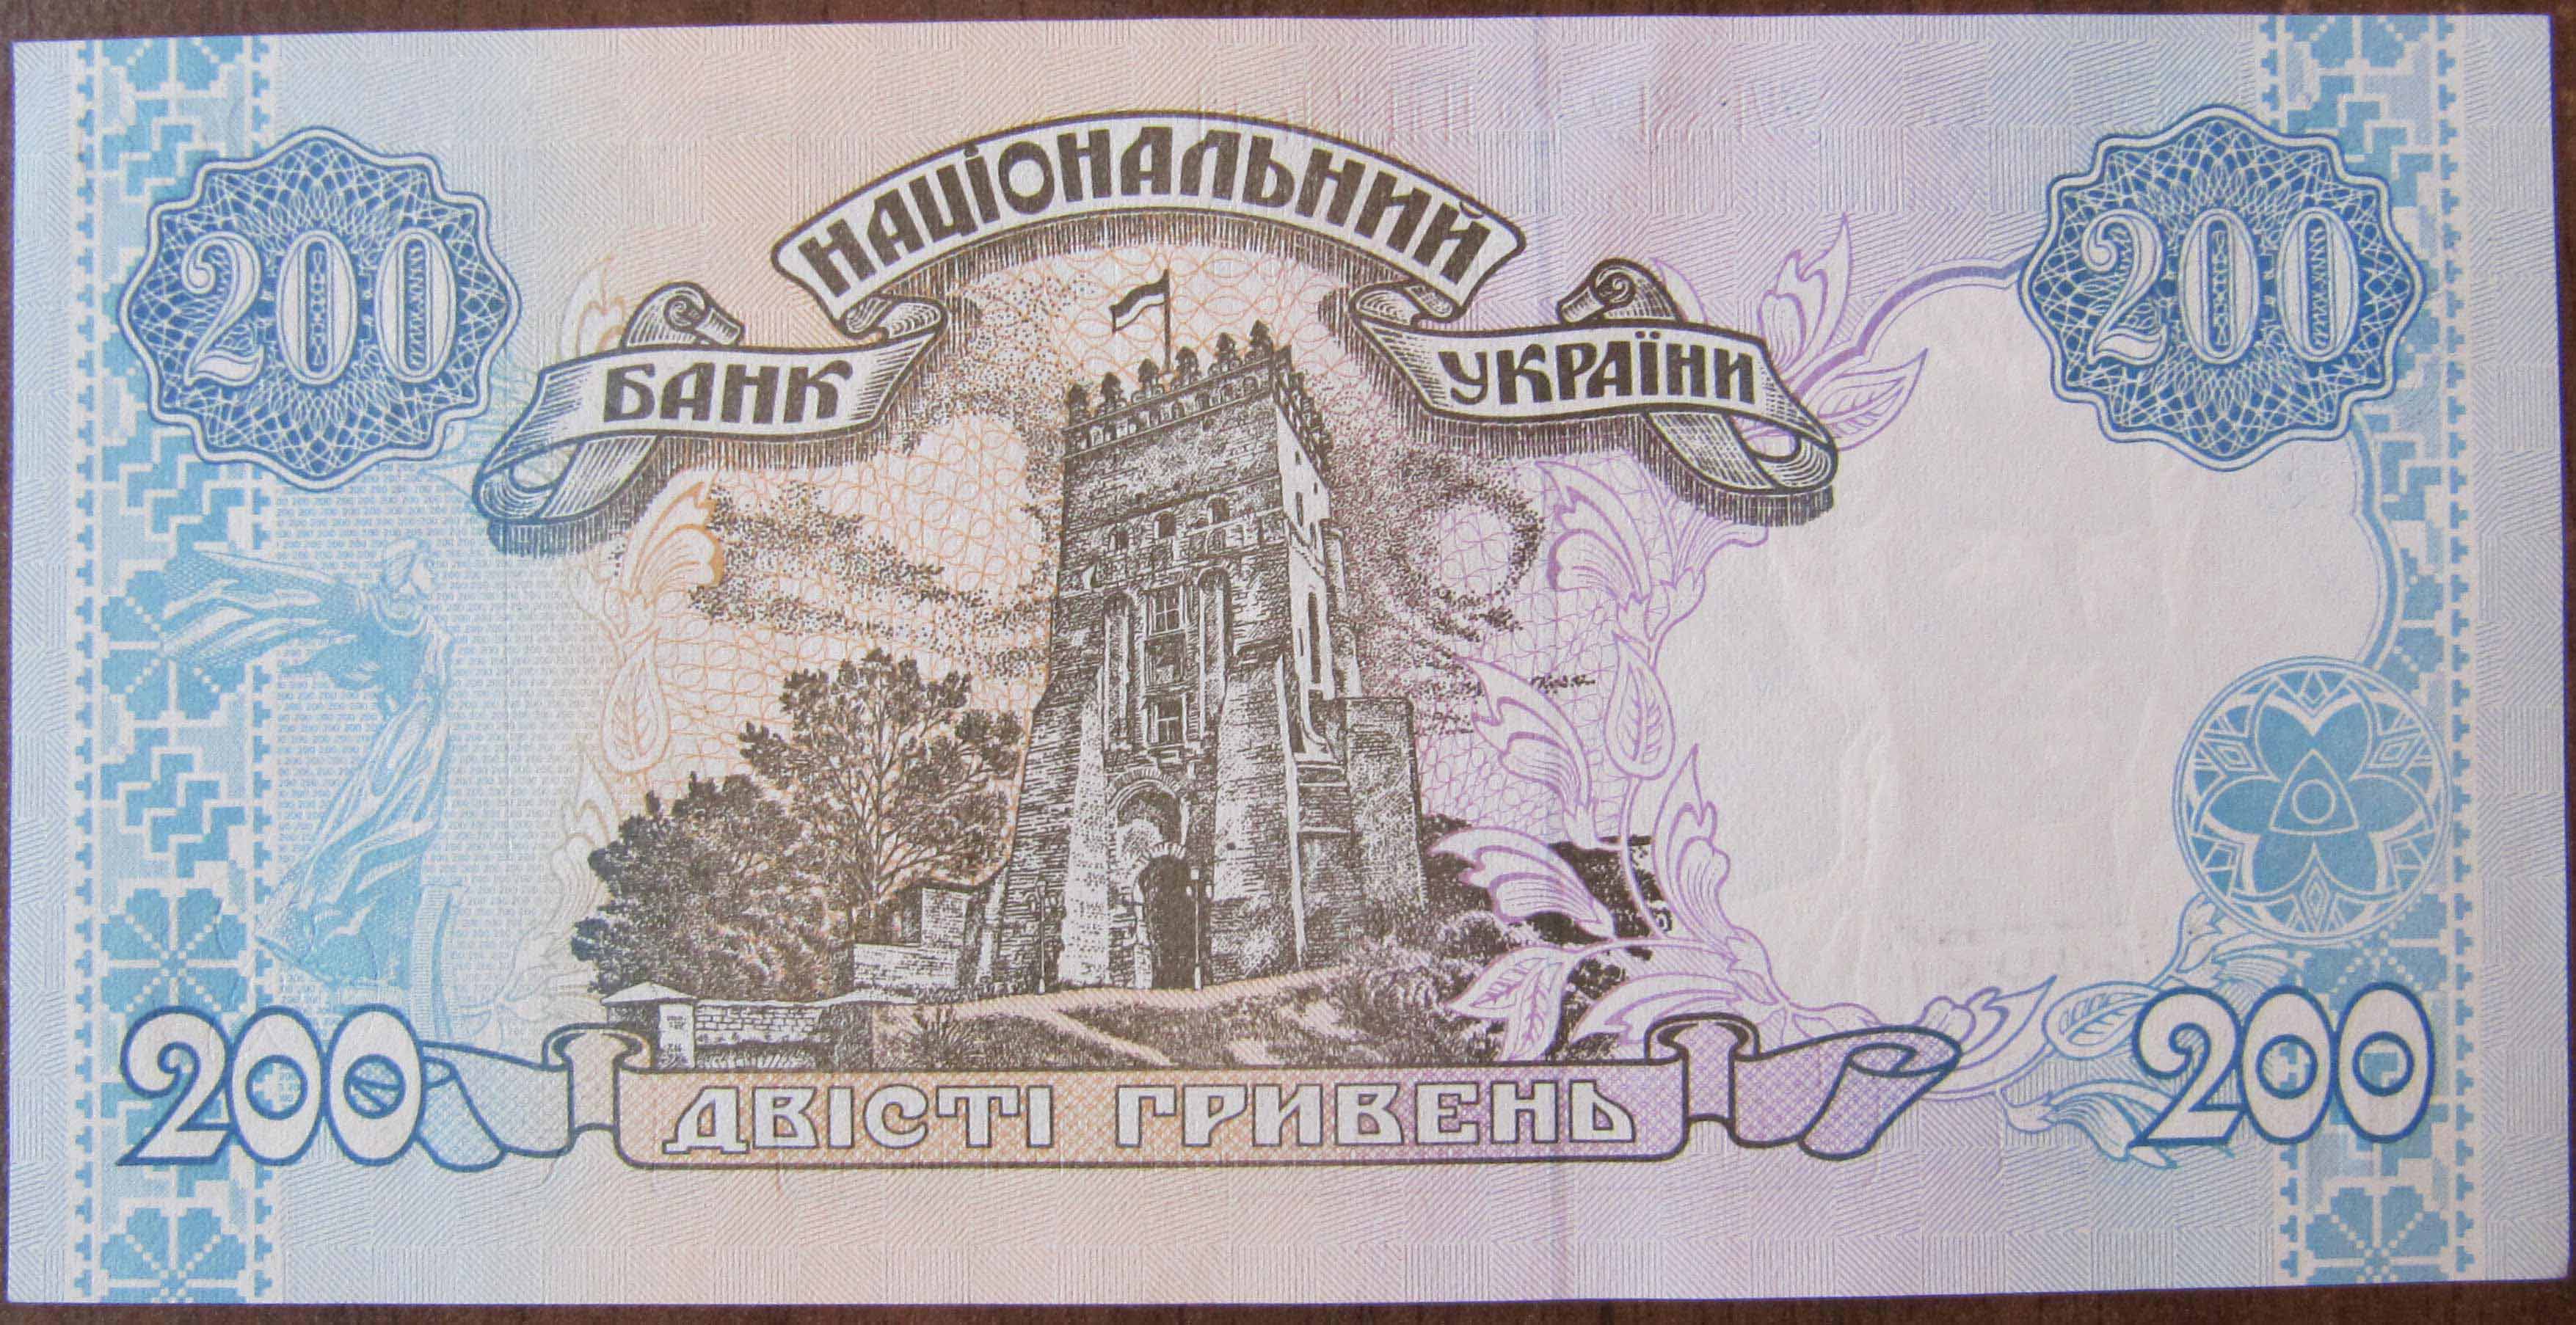 НАЦІОНАЛЬНИЙ
БАНК УКРАЇНИ
200 200
200 ДВІСТІ ГРИВЕНЬ 200